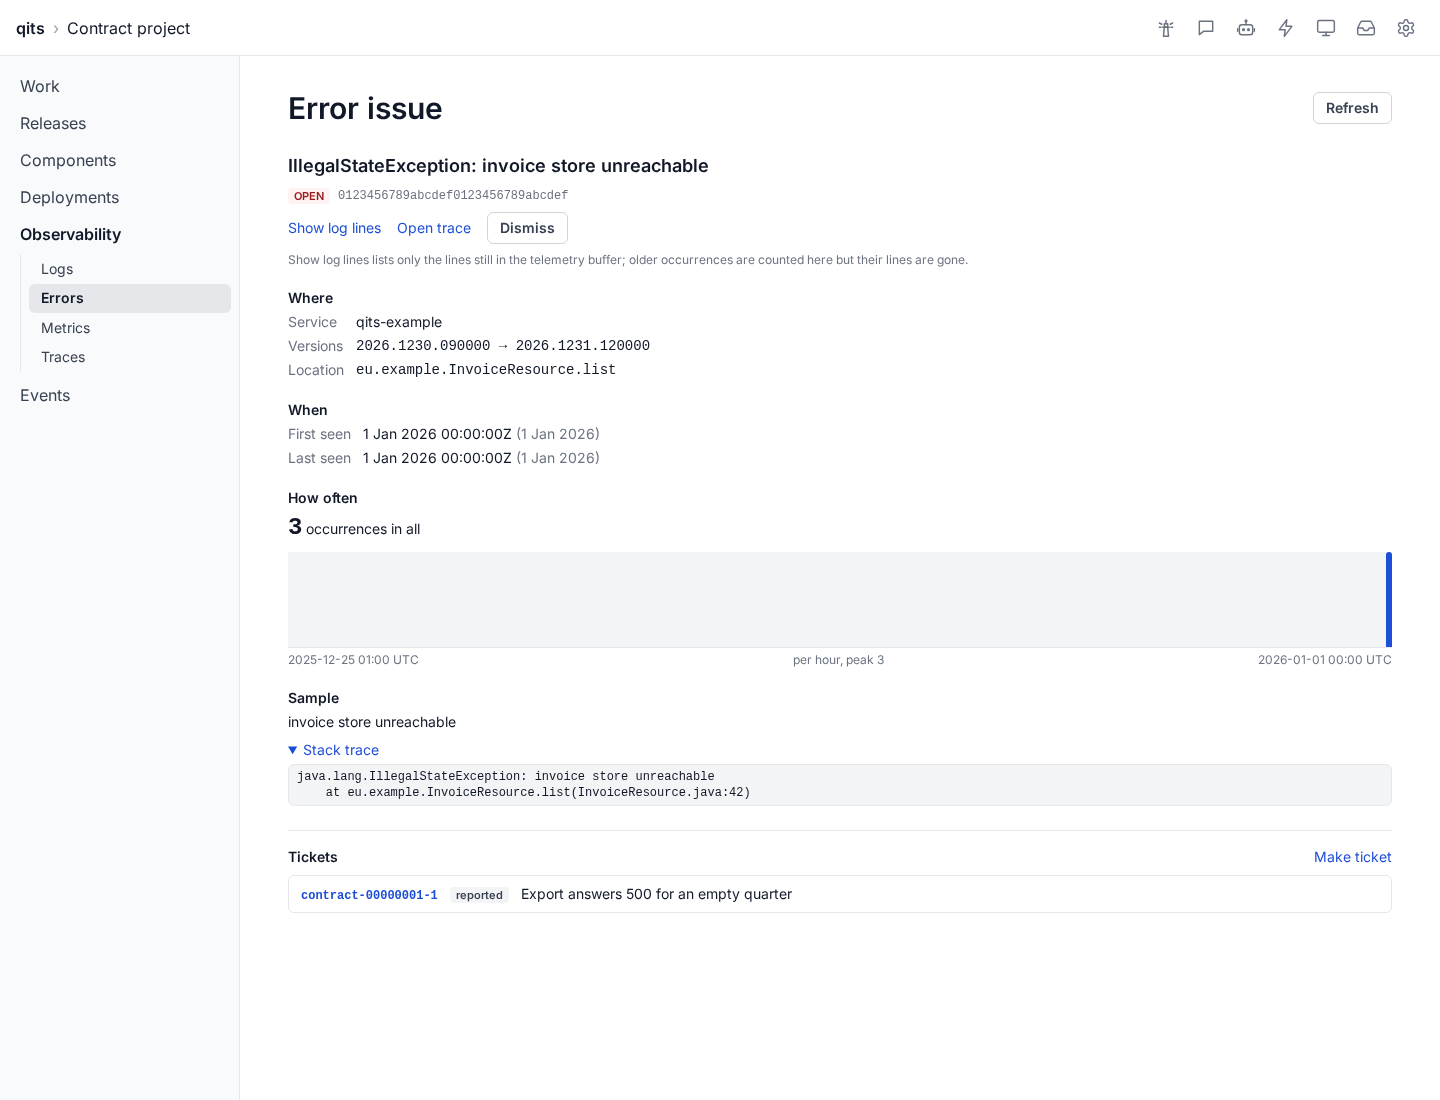 qits › Contract project
Work
Releases
Components
Deployments
Observability
Logs
Errors
Metrics
Traces
Events
Error issue
Refresh
IllegalStateException: invoice store unreachable
OPEN 0123456789abcdef0123456789abcdef
Show log lines Open trace Dismiss
Show log lines lists only the lines still in the telemetry buffer; older occurrences are counted here but their lines are gone.
Where
Service qits-example
Versions 2026.1230.090000 → 2026.1231.120000
Location eu.example.InvoiceResource.list
When
First seen 1 Jan 2026 00:00:00Z (1 Jan 2026)
Last seen 1 Jan 2026 00:00:00Z (1 Jan 2026)
How often
3 occurrences in all
2025-12-25 01:00 UTC per hour, peak 3 2026-01-01 00:00 UTC
Sample
invoice store unreachable
▼ Stack trace
java.lang.IllegalStateException: invoice store unreachable
    at eu.example.InvoiceResource.list(InvoiceResource.java:42)
Tickets Make ticket
contract-00000001-1 reported Export answers 500 for an empty quarter